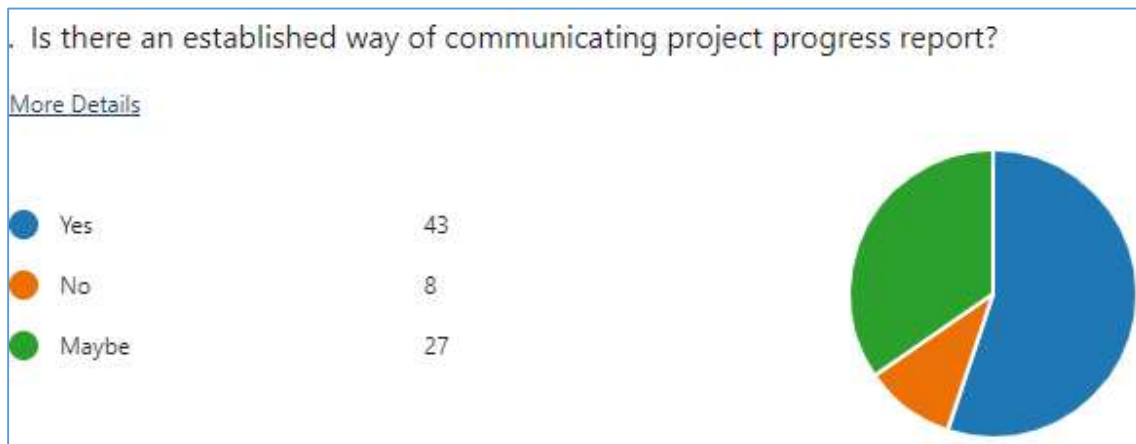 . Is there an established way of communicating project progress report?
More Details
Yes 43
No 8
Maybe 27